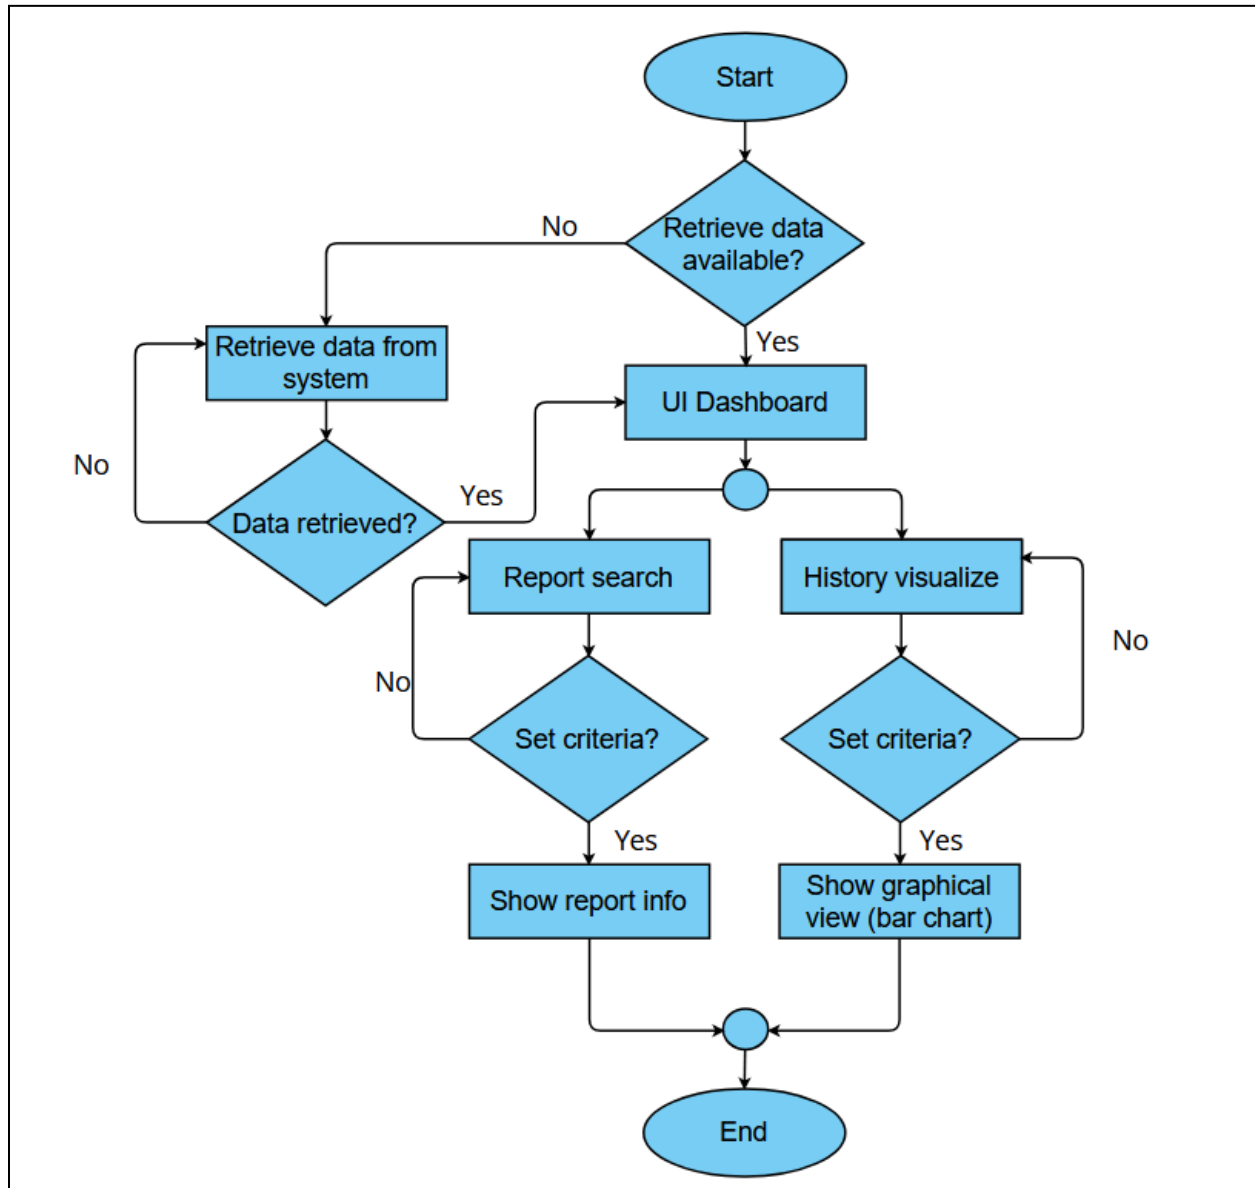 Start
Retrieve data
available?
No
Yes
Retrieve data from
system
UI Dashboard
No
Data retrieved?
Yes
Report search
History visualize
No
No
Set criteria?
Set criteria?
Yes
Yes
Show report info
Show graphical
view (bar chart)
End